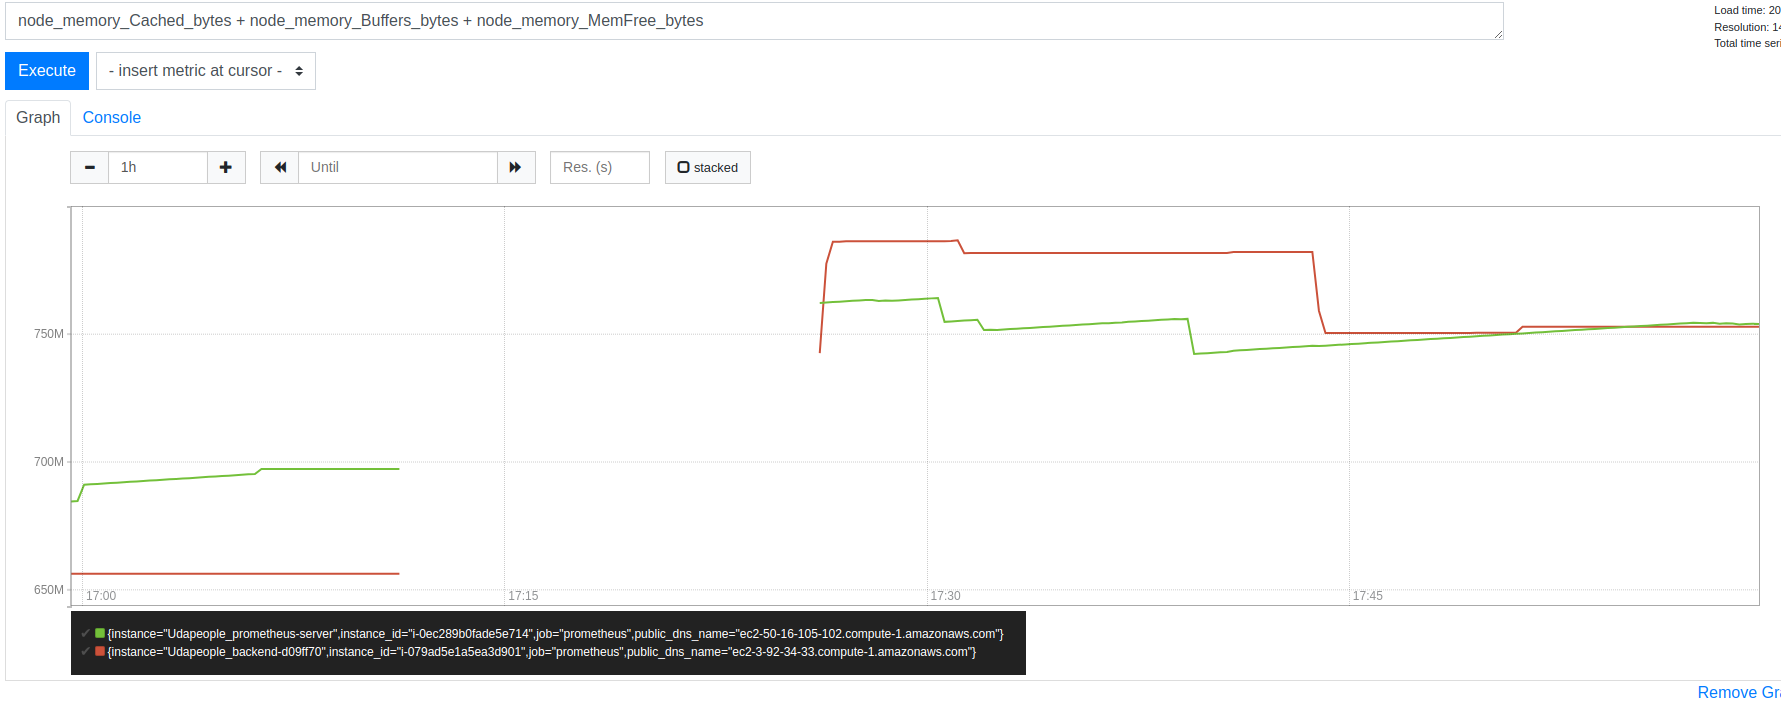 node_memory_Cached_bytes + node_memory_Buffers_bytes + node_memory_MemFree_bytes
Load time: 20
Resolution: 14
Total time seri
Execute
- insert metric at cursor -
Graph
Console
1h
Until
Res. (s)
stacked
750M
700M
650M
17:00
17:15
17:30
17:45
{instance="Udapeople_prometheus-server",instance_id="i-0ec289b0fade5e714",job="prometheus",public_dns_name="ec2-50-16-105-102.compute-1.amazonaws.com"}
{instance="Udapeople_backend-d09ff70",instance_id="i-079ad5e1a5ea3d901",job="prometheus",public_dns_name="ec2-3-92-34-33.compute-1.amazonaws.com"}
Remove Gra